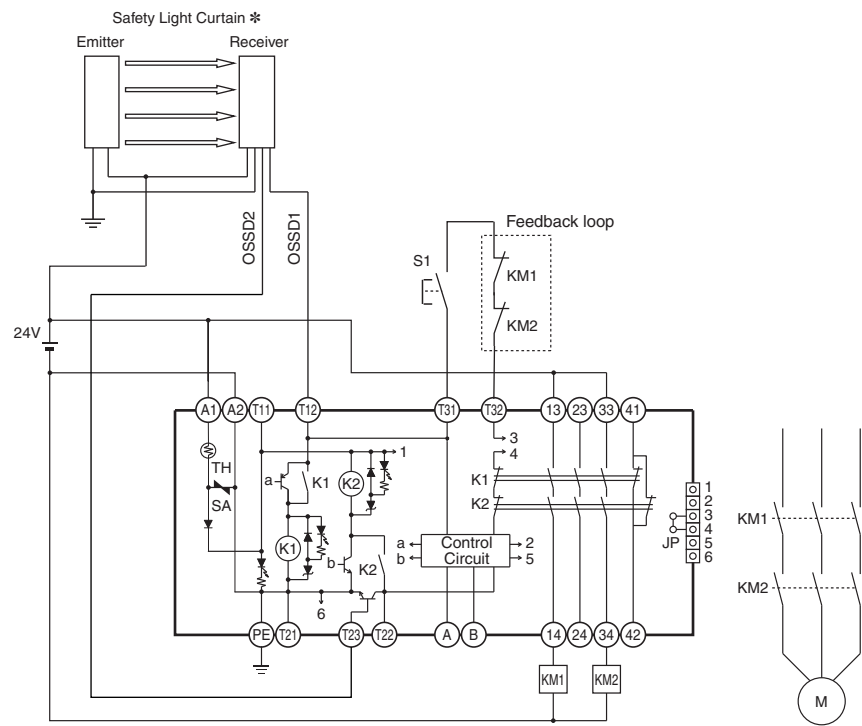 Safety Light Curtain ✻
Emitter
Receiver
OSSD2
OSSD1
Feedback loop
S1
KM1
KM2
24V
A1
A2
T11
T12
T31
T32
13
23
33
41
TH
SA
a
K1
K2
1
3
4
K1
K2
K1
b
K2
a
b
Control
Circuit
2
5
6
JP
1
2
3
4
5
6
KM1
KM2
PE
T21
T23
T22
A
B
14
24
34
42
KM1
KM2
M